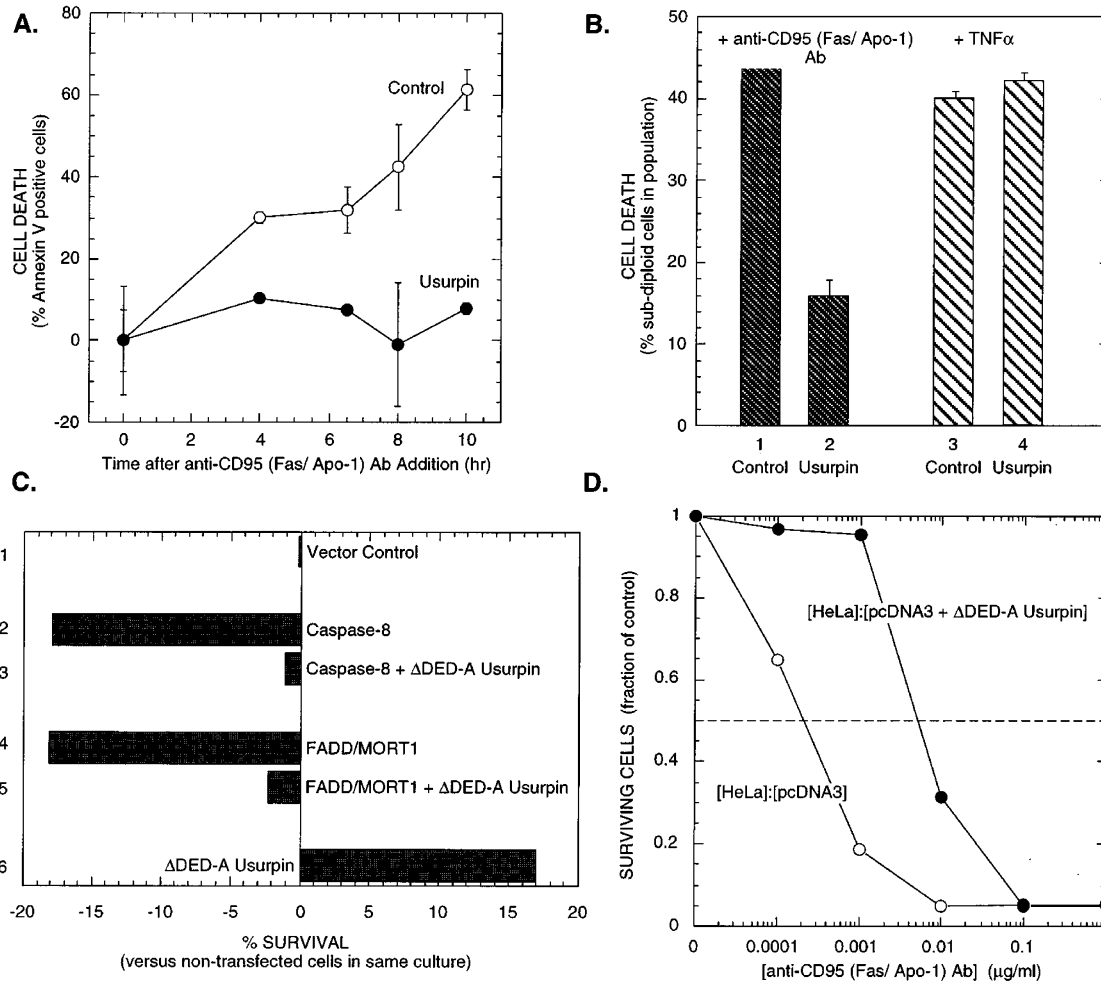 A.
80
60
40
20
0
-20
CELL DEATH
(% Annexin V positive cells)
Control
Usurpin
0 2 4 6 8 10
Time after anti-CD95 (Fas/ Apo-1) Ab Addition (hr)
B.
50
40
30
20
10
0
CELL DEATH
(% sub-diploid cells in population)
+ anti-CD95 (Fas/ Apo-1)
Ab
+ TNFα
1 2 3 4
Control Usurpin Control Usurpin
C.
1 Vector Control
2 Caspase-8
3 Caspase-8 + ΔDED-A Usurpin
4 FADD/MORT1
5 FADD/MORT1 + ΔDED-A Usurpin
6 ΔDED-A Usurpin
-20 -15 -10 -5 0 5 10 15 20
% SURVIVAL
(versus non-transfected cells in same culture)
D.
1
0.8
0.6
0.4
0.2
0
SURVIVING CELLS (fraction of control)
[HeLa]:[pcDNA3 + ΔDED-A Usurpin]
[HeLa]:[pcDNA3]
0 0.0001 0.001 0.01 0.1
[anti-CD95 (Fas/ Apo-1) Ab] (μg/ml)